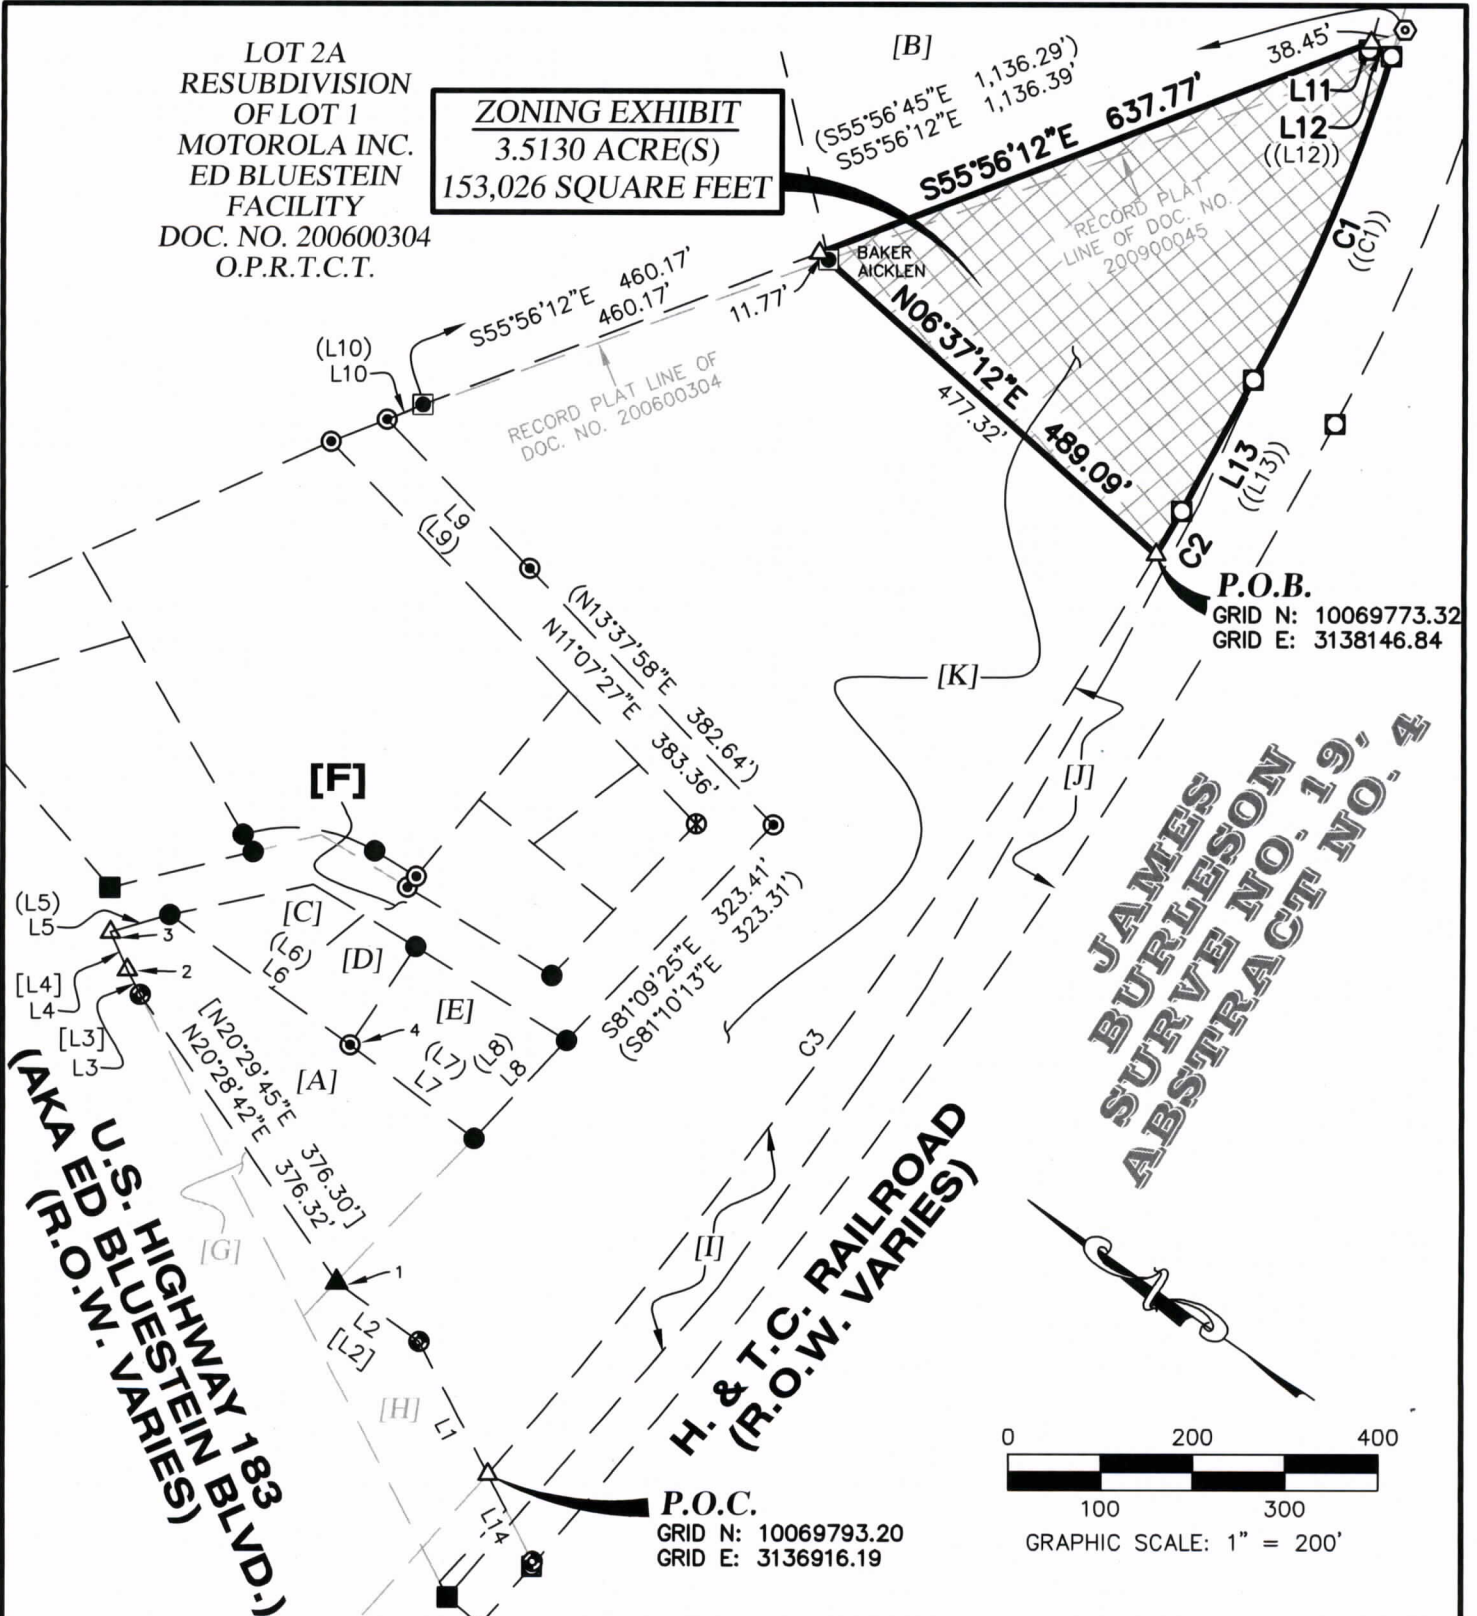 LOT 2A
RESUBDIVISION
OF LOT 1
MOTOROLA INC.
ED BLUESTEIN
FACILITY
DOC. NO. 200600304
O.P.R.T.C.T.
ZONING EXHIBIT
3.5130 ACRE(S)
153,026 SQUARE FEET
[B]
(S55°56'45"E 1,136.29')
S55°56'12"E 1,136.39'
38.45'
S55°56'12"E 637.77'
L11
L12
((L12))
RECORD PLAT
LINE OF DOC. NO.
200900045
C1
((C1))
BAKER
AICKLEN
S55°56'12"E 460.17'
460.17'
11.77'
N06°37'12"E 489.09'
477.32'
(L10)
L10
RECORD PLAT LINE OF
DOC. NO. 200600304
L13
((L13))
C2
L9
(L9)
P.O.B.
GRID N: 10069773.32
GRID E: 3138146.84
(N13°37'58"E 382.64')
N11°07'27"E 383.36'
[K]
[J]
[F]
JAMES
BURLESON
SURVE NO. 19,
ABSTRACT NO. 4
(L5)
L5
3
[C]
(L6)
L6
[D]
2
[L4]
L4
[E]
S81°09'25"E 323.41'
(S81°10'13"E 323.31')
[L3]
L3
4
(L7)
L7
(L8)
L8
C3
[A]
[N20°29'45"E 376.30']
N20°28'42"E 376.32'
U.S. HIGHWAY 183
(AKA ED BLUESTEIN BLVD.)
(R.O.W. VARIES)
[G]
[I]
H. & T.C. RAILROAD
(R.O.W. VARIES)
1
L2
[L2]
[H]
L1
0 200 400
100 300
GRAPHIC SCALE: 1" = 200'
P.O.C.
GRID N: 10069793.20
GRID E: 3136916.19
L14